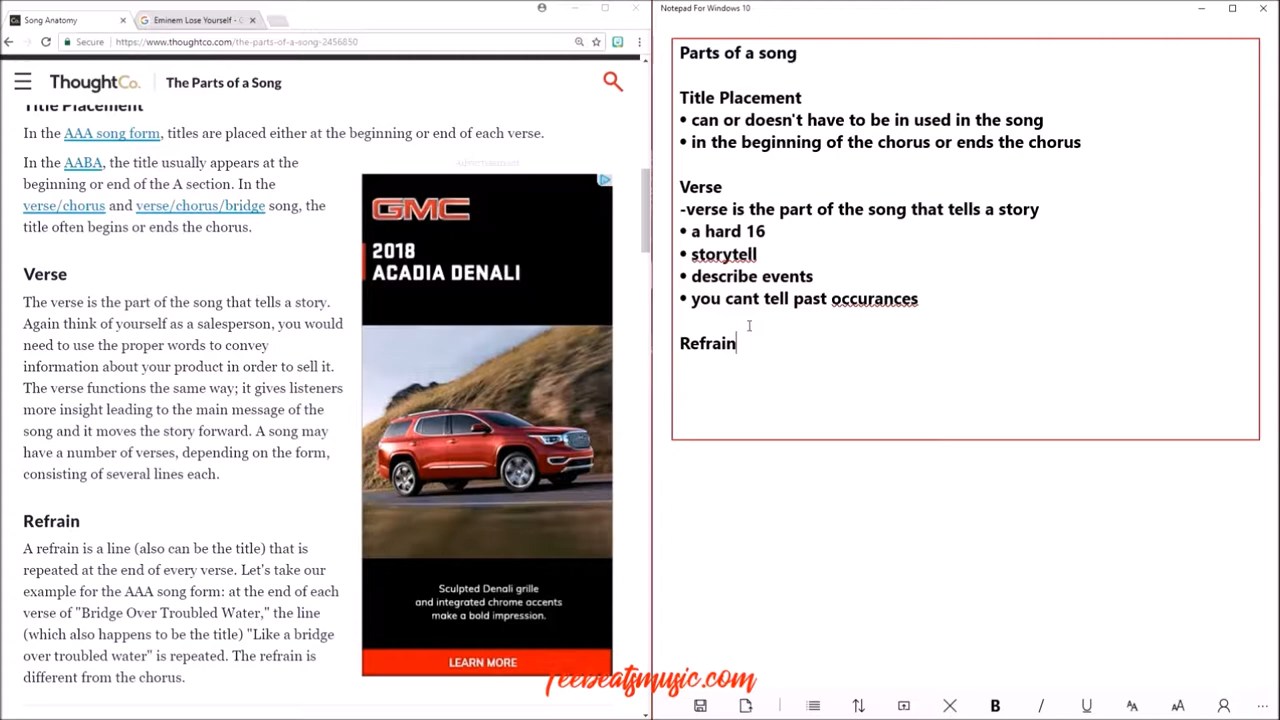 Song Anatomy
Eminem Lose Yourself - C
Secure
https://www.thoughtco.com/the-parts-of-a-song-2456850
ThoughtCo.
The Parts of a Song
Title Placement
In the AAA song form, titles are placed either at the beginning or end of each verse.
In the AABA, the title usually appears at the
beginning or end of the A section. In the
verse/chorus and verse/chorus/bridge song, the
title often begins or ends the chorus.
Verse
The verse is the part of the song that tells a story.
Again think of yourself as a salesperson, you would
need to use the proper words to convey
information about your product in order to sell it.
The verse functions the same way; it gives listeners
more insight leading to the main message of the
song and it moves the story forward. A song may
have a number of verses, depending on the form,
consisting of several lines each.
Refrain
A refrain is a line (also can be the title) that is
repeated at the end of every verse. Let's take our
example for the AAA song form: at the end of each
verse of "Bridge Over Troubled Water," the line
(which also happens to be the title) "Like a bridge
over troubled water" is repeated. The refrain is
different from the chorus.
Advertisement
GMC
2018
ACADIA DENALI
Sculpted Denali grille
and integrated chrome accents
make a bold impression.
LEARN MORE
Notepad For Windows 10
Parts of a song
Title Placement
• can or doesn't have to be in used in the song
• in the beginning of the chorus or ends the chorus
Verse
-verse is the part of the song that tells a story
• a hard 16
• storytell
• describe events
• you cant tell past occurances
Refrain
feebeatsmusic.com